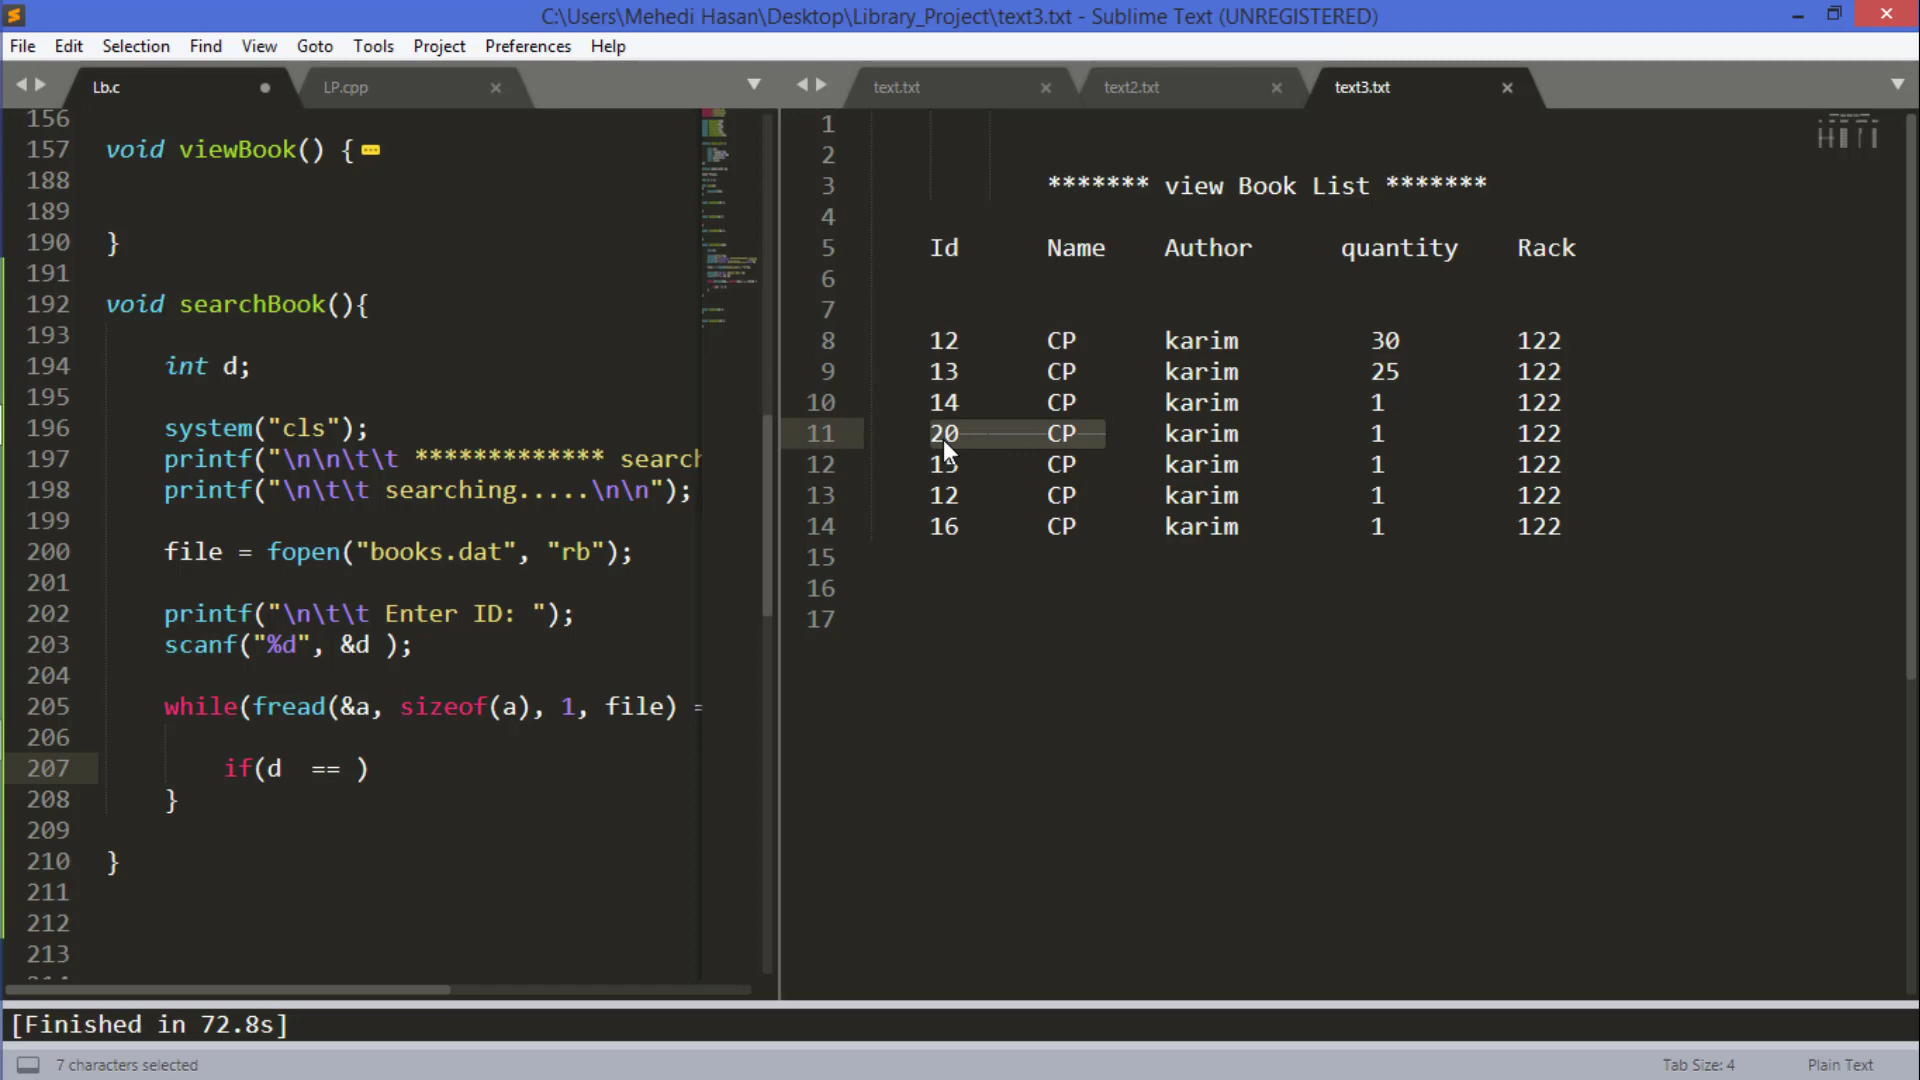 C:\Users\Mehedi Hasan\Desktop\Library_Project\text3.txt - Sublime Text (UNREGISTERED)
File Edit Selection Find View Goto Tools Project Preferences Help
Lb.c LP.cpp text.txt text2.txt text3.txt
156
157 void viewBook() {
188
189
190 }
191
192 void searchBook(){
193
194 int d;
195
196 system("cls");
197 printf("\n\n\t\t ************* search
198 printf("\n\t\t searching.....\n\n");
199
200 file = fopen("books.dat", "rb");
201
202 printf("\n\t\t Enter ID: ");
203 scanf("%d", &d );
204
205 while(fread(&a, sizeof(a), 1, file) =
206
207 if(d  == )
208 }
209
210 }
211
212
213
1
2
3 ******* view Book List *******
4
5 Id Name Author quantity Rack
6
7
8 12 CP karim 30 122
9 13 CP karim 25 122
10 14 CP karim 1 122
11 20 CP karim 1 122
12 CP karim 1 122
13 12 CP karim 1 122
14 16 CP karim 1 122
15
16
17
[Finished in 72.8s]
7 characters selected Tab Size: 4 Plain Text